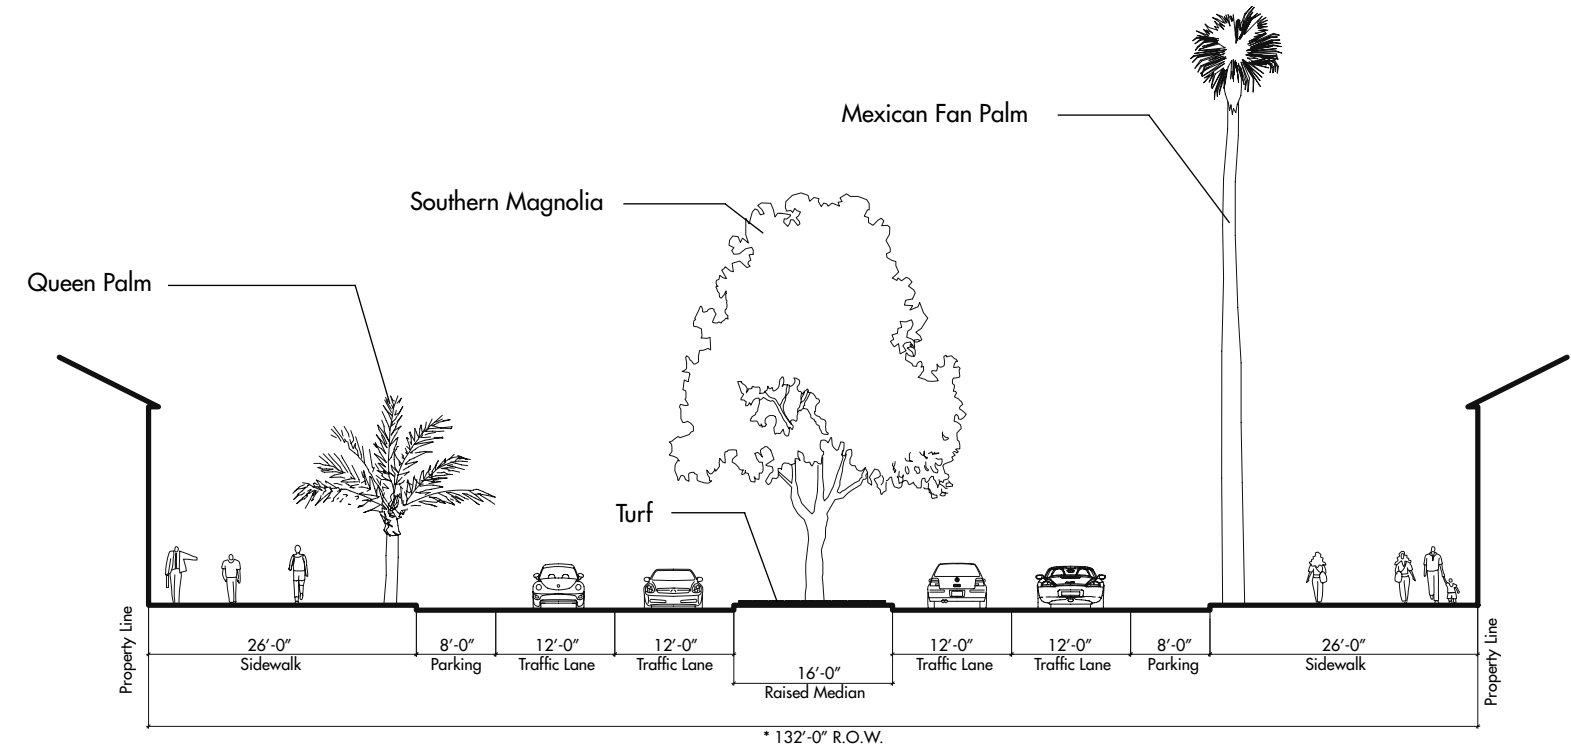 Mexican Fan Palm
Southern Magnolia
Queen Palm
Turf
Property Line
26'-0"
Sidewalk
8'-0"
Parking
12'-0"
Traffic Lane
12'-0"
Traffic Lane
16'-0"
Raised Median
12'-0"
Traffic Lane
12'-0"
Traffic Lane
8'-0"
Parking
26'-0"
Sidewalk
Property Line
* 132'-0" R.O.W.